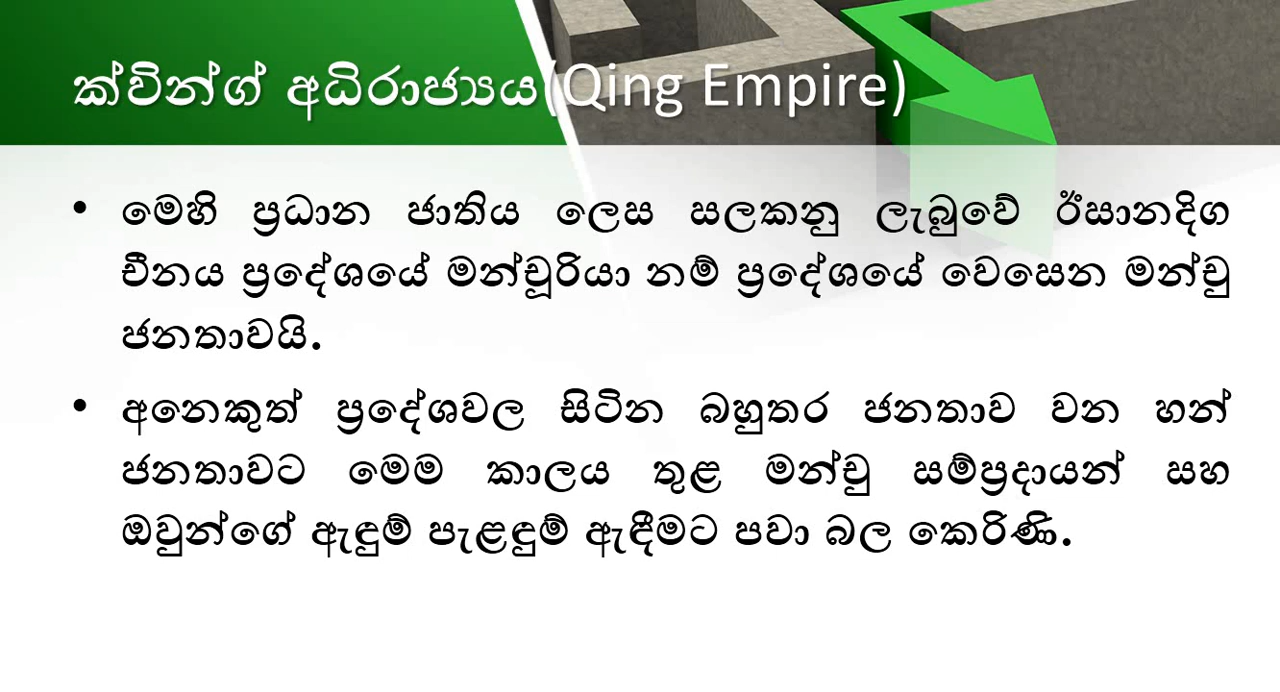 ක්වින්ග් අධිරාජ්‍යය(Qing Empire)
• මෙහි ප්‍රධාන ජාතිය ලෙස සලකනු ලැබුවේ ඊසානදිග
චීනය ප්‍රදේශයේ මන්චූරියා නම් ප්‍රදේශයේ වෙසෙන මන්චු
ජනතාවයි.
• අනෙකුත් ප්‍රදේශවල සිටින බහුතර ජනතාව වන හන්
ජනතාවට මෙම කාලය තුළ මන්චු සම්ප්‍රදායන් සහ
ඔවුන්ගේ ඇඳුම් පැළඳුම් ඇඳීමට පවා බල කෙරිණි.